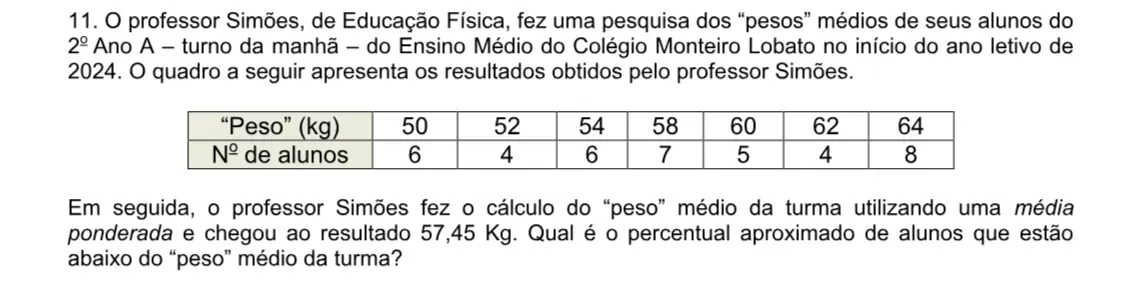 11. O professor Simões, de Educação Física, fez uma pesquisa dos “pesos” médios de seus alunos do
2º Ano A – turno da manhã – do Ensino Médio do Colégio Monteiro Lobato no início do ano letivo de
2024. O quadro a seguir apresenta os resultados obtidos pelo professor Simões.
“Peso” (kg) 50 52 54 58 60 62 64
Nº de alunos 6 4 6 7 5 4 8
Em seguida, o professor Simões fez o cálculo do “peso” médio da turma utilizando uma média
ponderada e chegou ao resultado 57,45 Kg. Qual é o percentual aproximado de alunos que estão
abaixo do “peso” médio da turma?